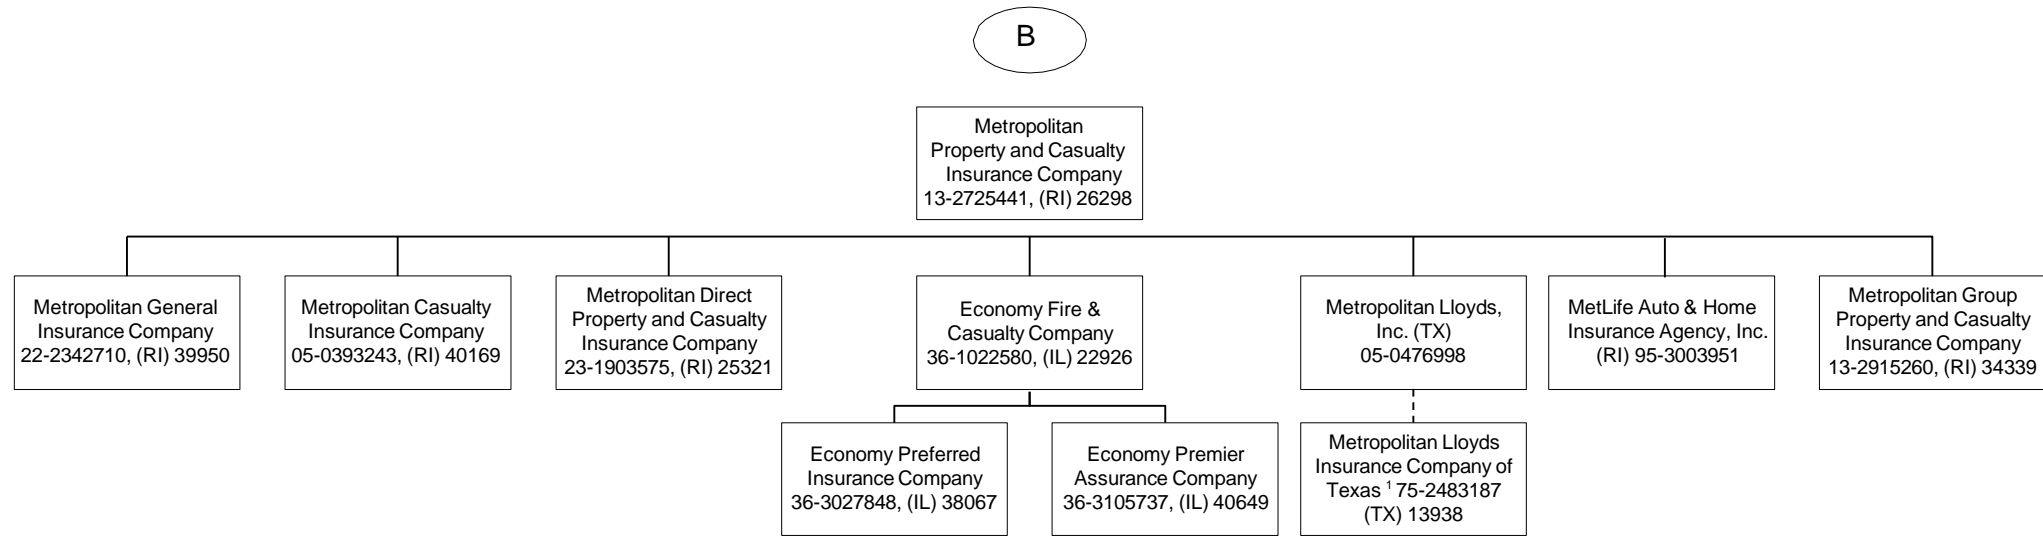 B
Metropolitan
Property and Casualty
Insurance Company
13-2725441, (RI) 26298
Metropolitan General
Insurance Company
22-2342710, (RI) 39950
Metropolitan Casualty
Insurance Company
05-0393243, (RI) 40169
Metropolitan Direct
Property and Casualty
Insurance Company
23-1903575, (RI) 25321
Economy Fire &
Casualty Company
36-1022580, (IL) 22926
Metropolitan Lloyds,
Inc. (TX)
05-0476998
MetLife Auto & Home
Insurance Agency, Inc.
(RI) 95-3003951
Metropolitan Group
Property and Casualty
Insurance Company
13-2915260, (RI) 34339
Economy Preferred
Insurance Company
36-3027848, (IL) 38067
Economy Premier
Assurance Company
36-3105737, (IL) 40649
Metropolitan Lloyds
Insurance Company of
Texas ¹ 75-2483187
(TX) 13938